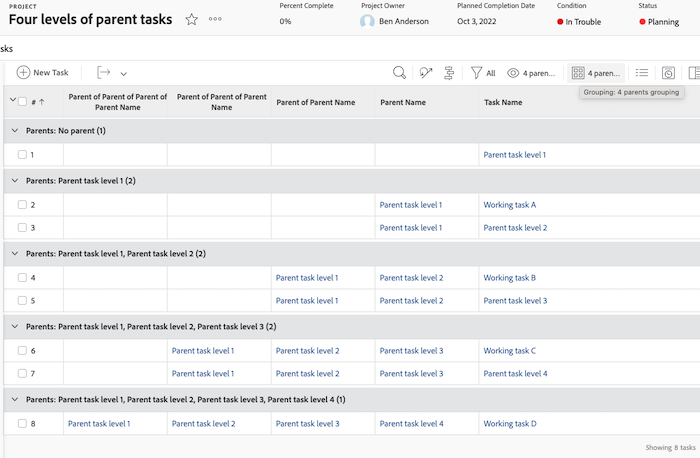 PROJECT
Four levels of parent tasks
Percent Complete
0%
Project Owner
Ben Anderson
Planned Completion Date
Oct 3, 2022
Condition
In Trouble
Status
Planning
sks
New Task
All
4 paren...
4 paren...
Grouping: 4 parents grouping
# ↑
Parent of Parent of Parent of
Parent Name
Parent of Parent of Parent
Name
Parent of Parent Name
Parent Name
Task Name
Parents: No parent (1)
1 Parent task level 1
Parents: Parent task level 1 (2)
2 Parent task level 1 Working task A
3 Parent task level 1 Parent task level 2
Parents: Parent task level 1, Parent task level 2 (2)
4 Parent task level 1 Parent task level 2 Working task B
5 Parent task level 1 Parent task level 2 Parent task level 3
Parents: Parent task level 1, Parent task level 2, Parent task level 3 (2)
6 Parent task level 1 Parent task level 2 Parent task level 3 Working task C
7 Parent task level 1 Parent task level 2 Parent task level 3 Parent task level 4
Parents: Parent task level 1, Parent task level 2, Parent task level 3, Parent task level 4 (1)
8 Parent task level 1 Parent task level 2 Parent task level 3 Parent task level 4 Working task D
Showing 8 tasks